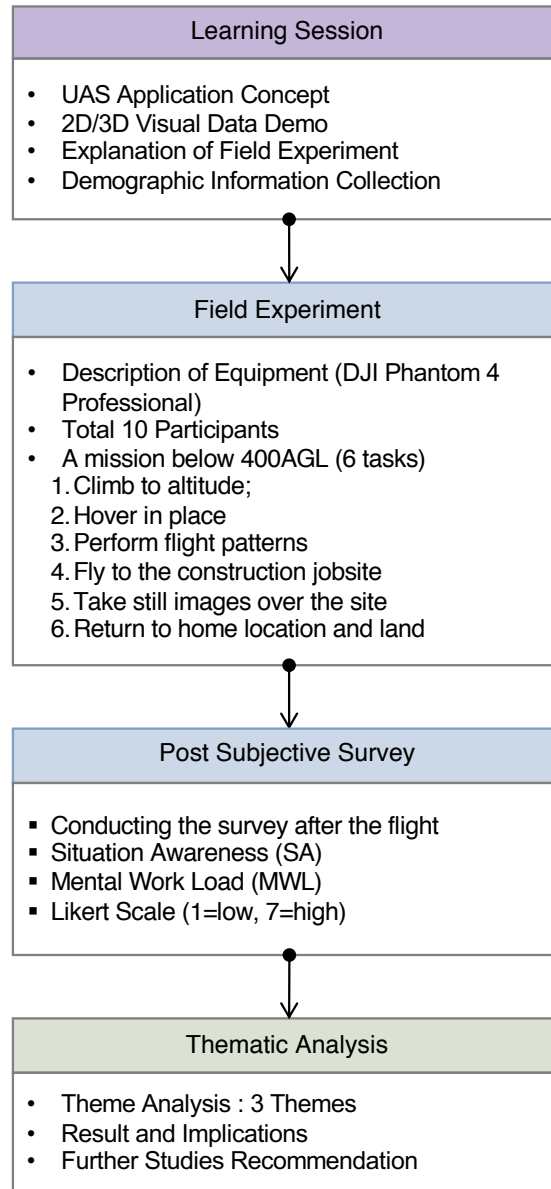 Learning Session
• UAS Application Concept
• 2D/3D Visual Data Demo
• Explanation of Field Experiment
• Demographic Information Collection
Field Experiment
• Description of Equipment (DJI Phantom 4
Professional)
• Total 10 Participants
• A mission below 400AGL (6 tasks)
1. Climb to altitude;
2. Hover in place
3. Perform flight patterns
4. Fly to the construction jobsite
5. Take still images over the site
6. Return to home location and land
Post Subjective Survey
▪ Conducting the survey after the flight
▪ Situation Awareness (SA)
▪ Mental Work Load (MWL)
▪ Likert Scale (1=low, 7=high)
Thematic Analysis
• Theme Analysis : 3 Themes
• Result and Implications
• Further Studies Recommendation